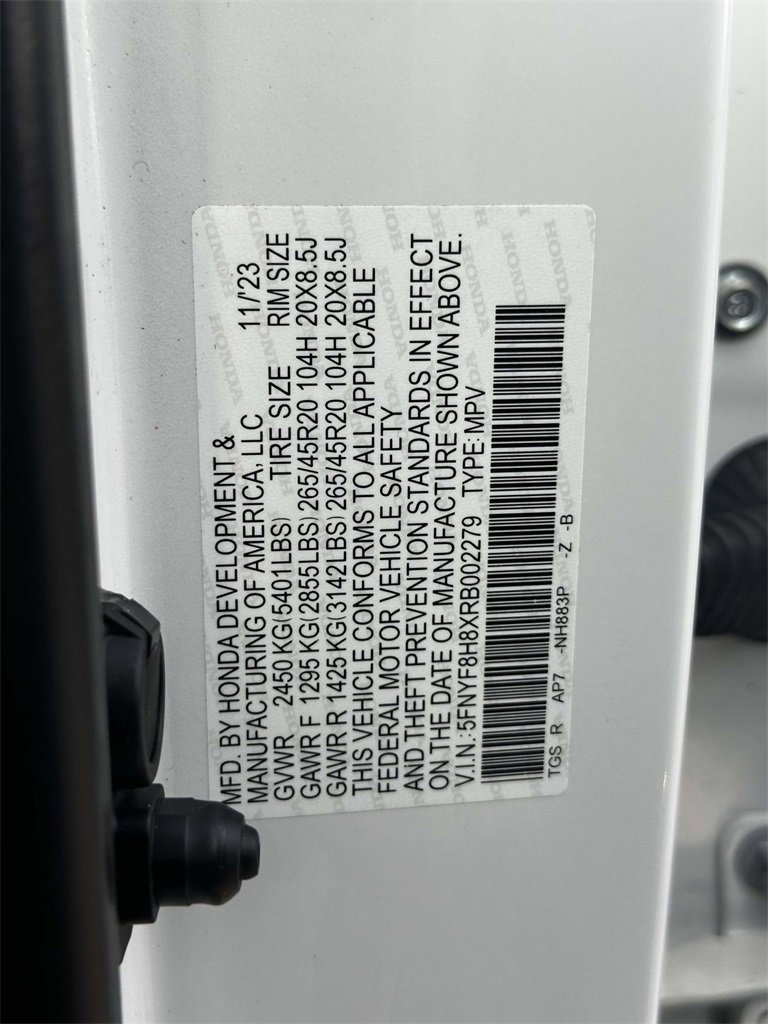 MFD. BY HONDA DEVELOPMENT &
MANUFACTURING OF AMERICA, LLC 11/'23
GVWR 2450 KG(5401LBS) TIRE SIZE RIM SIZE
GAWR F 1295 KG(2855LBS) 265/45R20 104H 20X8.5J
GAWR R 1425 KG(3142LBS) 265/45R20 104H 20X8.5J
THIS VEHICLE CONFORMS TO ALL APPLICABLE
FEDERAL MOTOR VEHICLE SAFETY
AND THEFT PREVENTION STANDARDS IN EFFECT
ON THE DATE OF MANUFACTURE SHOWN ABOVE.
V.I.N.: 5FNYF8H8XRB002279 TYPE: MPV
TGS R AP7 -NH883P -Z -B